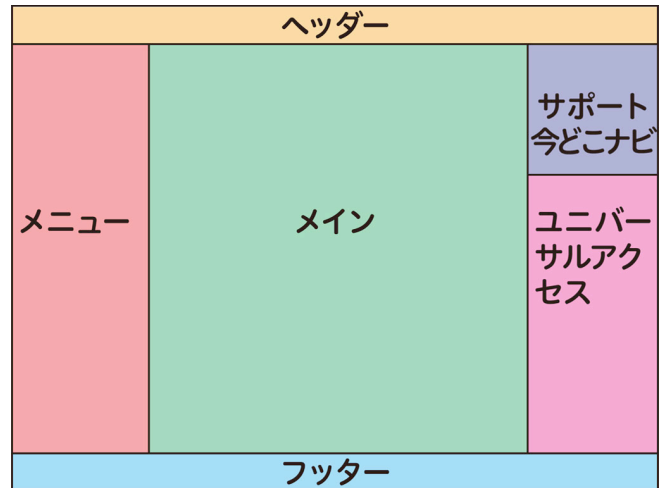 ヘッダー
メニュー
メイン
サポート
今どこナビ
ユニバー
サルアク
セス
フッター